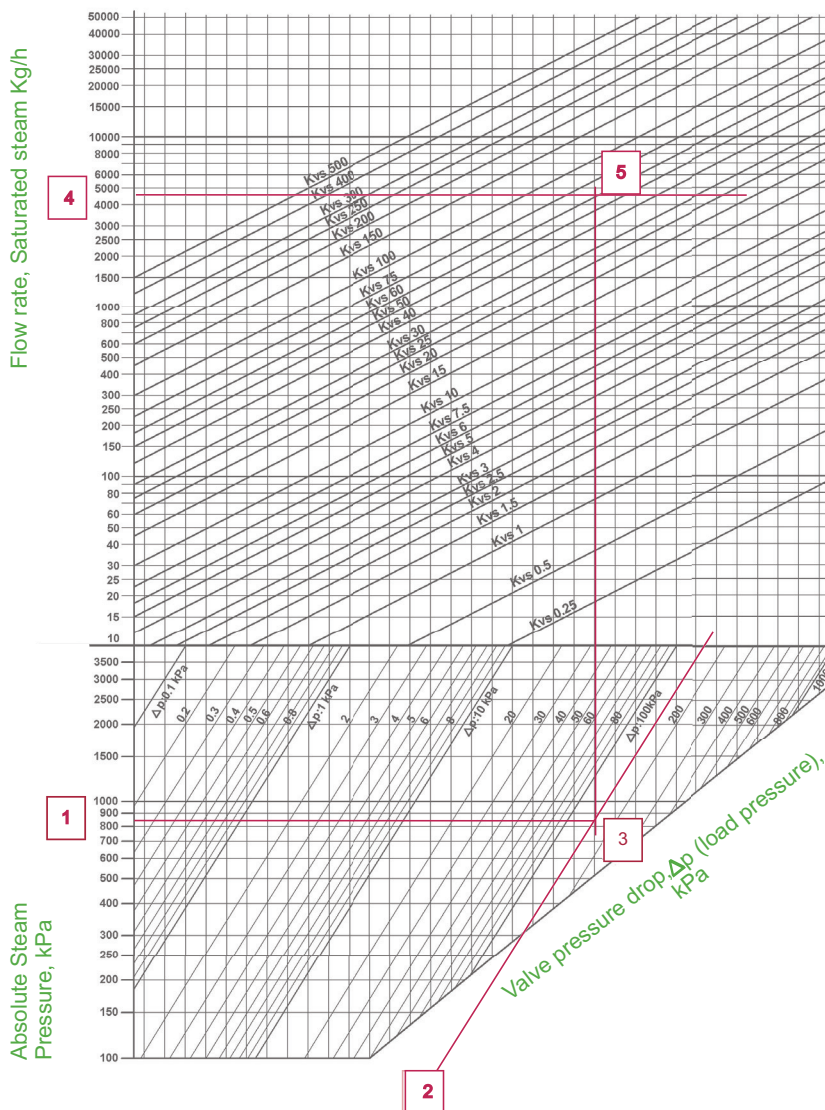 Flow rate, Saturated steam Kg/h
50000
40000
30000
25000
20000
15000
10000
8000
6000
5000
4000
3000
2500
2000
1500
1000
800
600
500
400
300
250
200
150
100
80
60
50
40
30
25
20
15
10
4
5
Kvs 500
Kvs 400
Kvs 300
Kvs 250
Kvs 200
Kvs 150
Kvs 100
Kvs 75
Kvs 60
Kvs 50
Kvs 40
Kvs 30
Kvs 25
Kvs 20
Kvs 15
Kvs 10
Kvs 7.5
Kvs 6
Kvs 5
Kvs 4
Kvs 3
Kvs 2.5
Kvs 2
Kvs 1.5
Kvs 1
Kvs 0.5
Kvs 0.25
Absolute Steam
Pressure, kPa
3500
3000
2500
2000
1500
1000
900
800
700
600
500
400
300
250
200
150
100
Δp:0.1 kPa
0.2
0.3
0.4
0.5
0.6
0.8
Δp:1 kPa
2
3
4
5
6
8
Δp:10 kPa
20
30
40
50
60
80
Δp:100kPa
200
300
400
500
600
800
1
3
2
Valve pressure drop,Δp (load pressure),
kPa